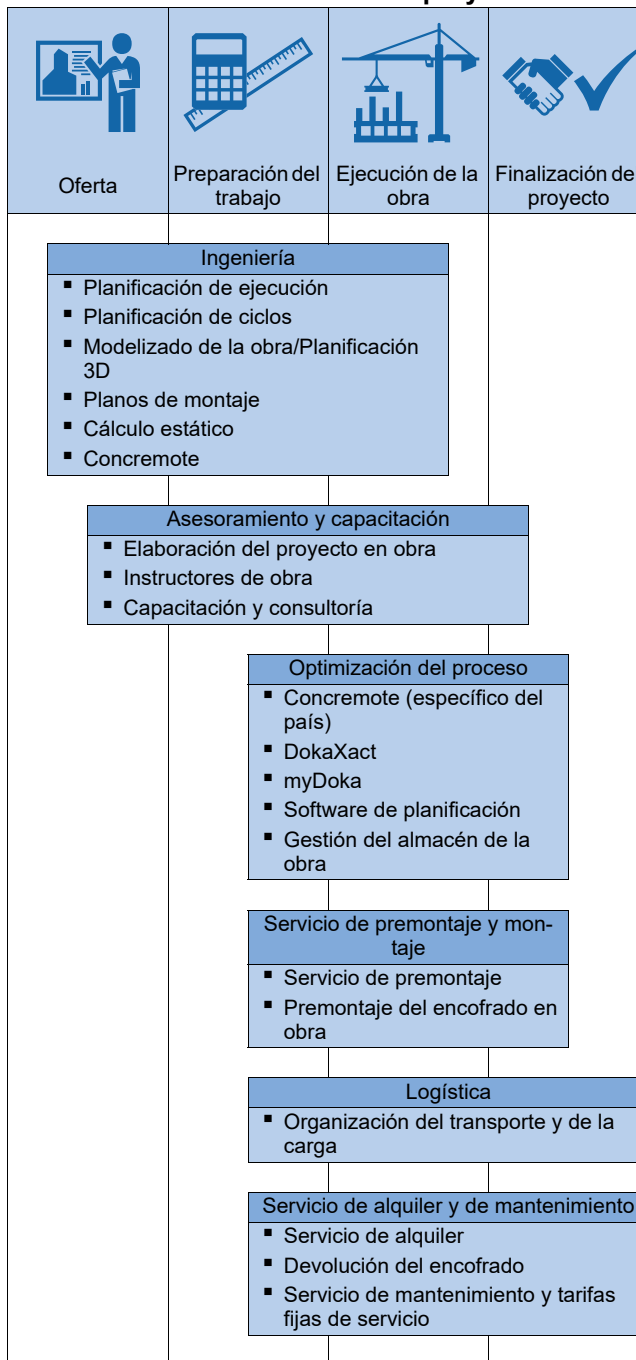 Oferta
Preparación del
trabajo
Ejecución de la
obra
Finalización de
proyecto
Ingeniería
▪ Planificación de ejecución
▪ Planificación de ciclos
▪ Modelizado de la obra/Planificación
3D
▪ Planos de montaje
▪ Cálculo estático
▪ Concremote
Asesoramiento y capacitación
▪ Elaboración del proyecto en obra
▪ Instructores de obra
▪ Capacitación y consultoría
Optimización del proceso
▪ Concremote (específico del
país)
▪ DokaXact
▪ myDoka
▪ Software de planificación
▪ Gestión del almacén de la
obra
Servicio de premontaje y mon-
taje
▪ Servicio de premontaje
▪ Premontaje del encofrado en
obra
Logística
▪ Organización del transporte y de la
carga
Servicio de alquiler y de mantenimiento
▪ Servicio de alquiler
▪ Devolución del encofrado
▪ Servicio de mantenimiento y tarifas
fijas de servicio